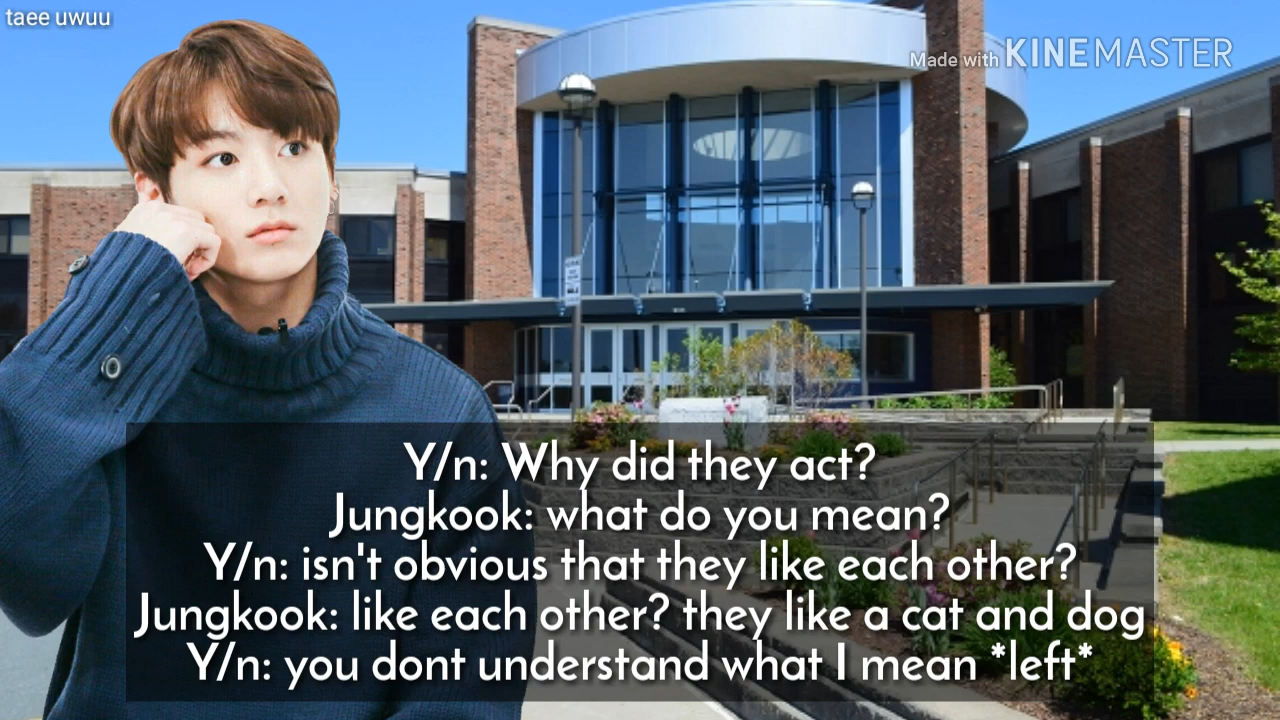 taee uwuu
Made with KINEMASTER
Y/n: Why did they act?
Jungkook: what do you mean?
Y/n: isn't obvious that they like each other?
Jungkook: like each other? they like a cat and dog
Y/n: you dont understand what I mean *left*